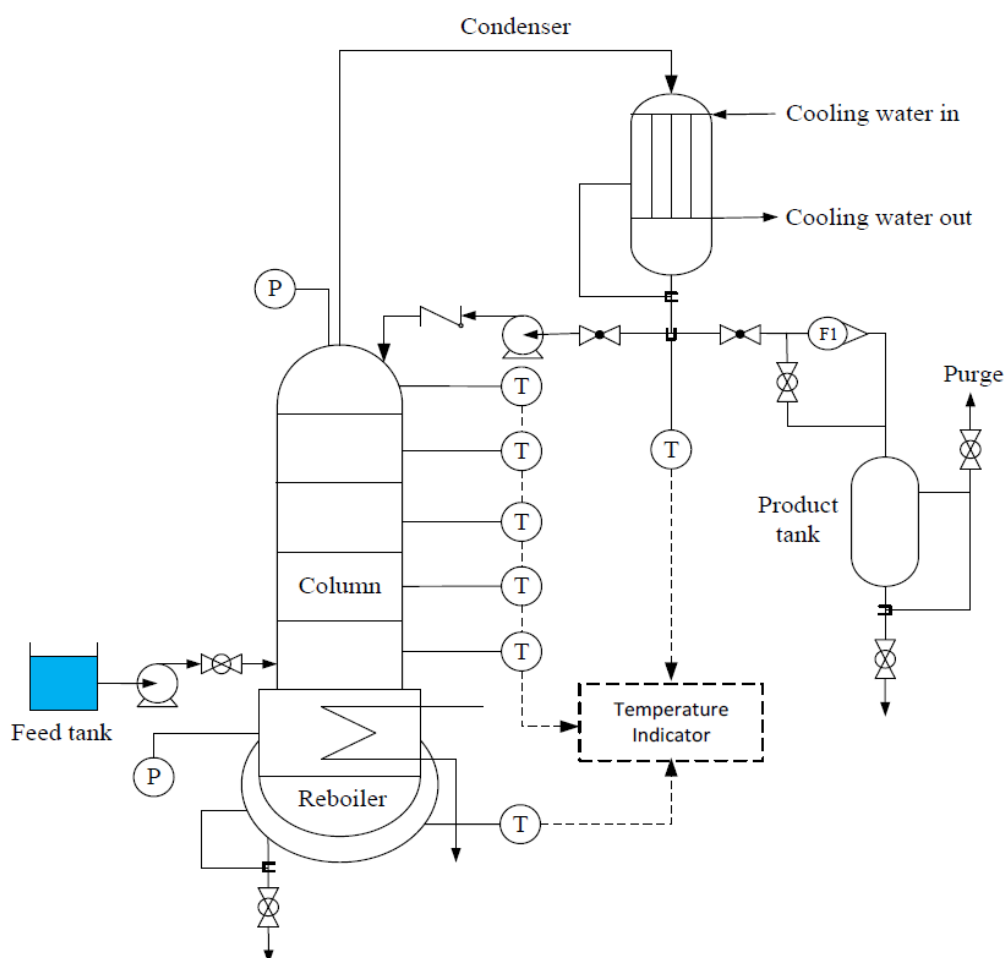 Condenser
Cooling water in
Cooling water out
P
F1
T
Purge
T
T
T
Product
tank
T
Column
T
T
Feed tank
Temperature
Indicator
P
Reboiler
T